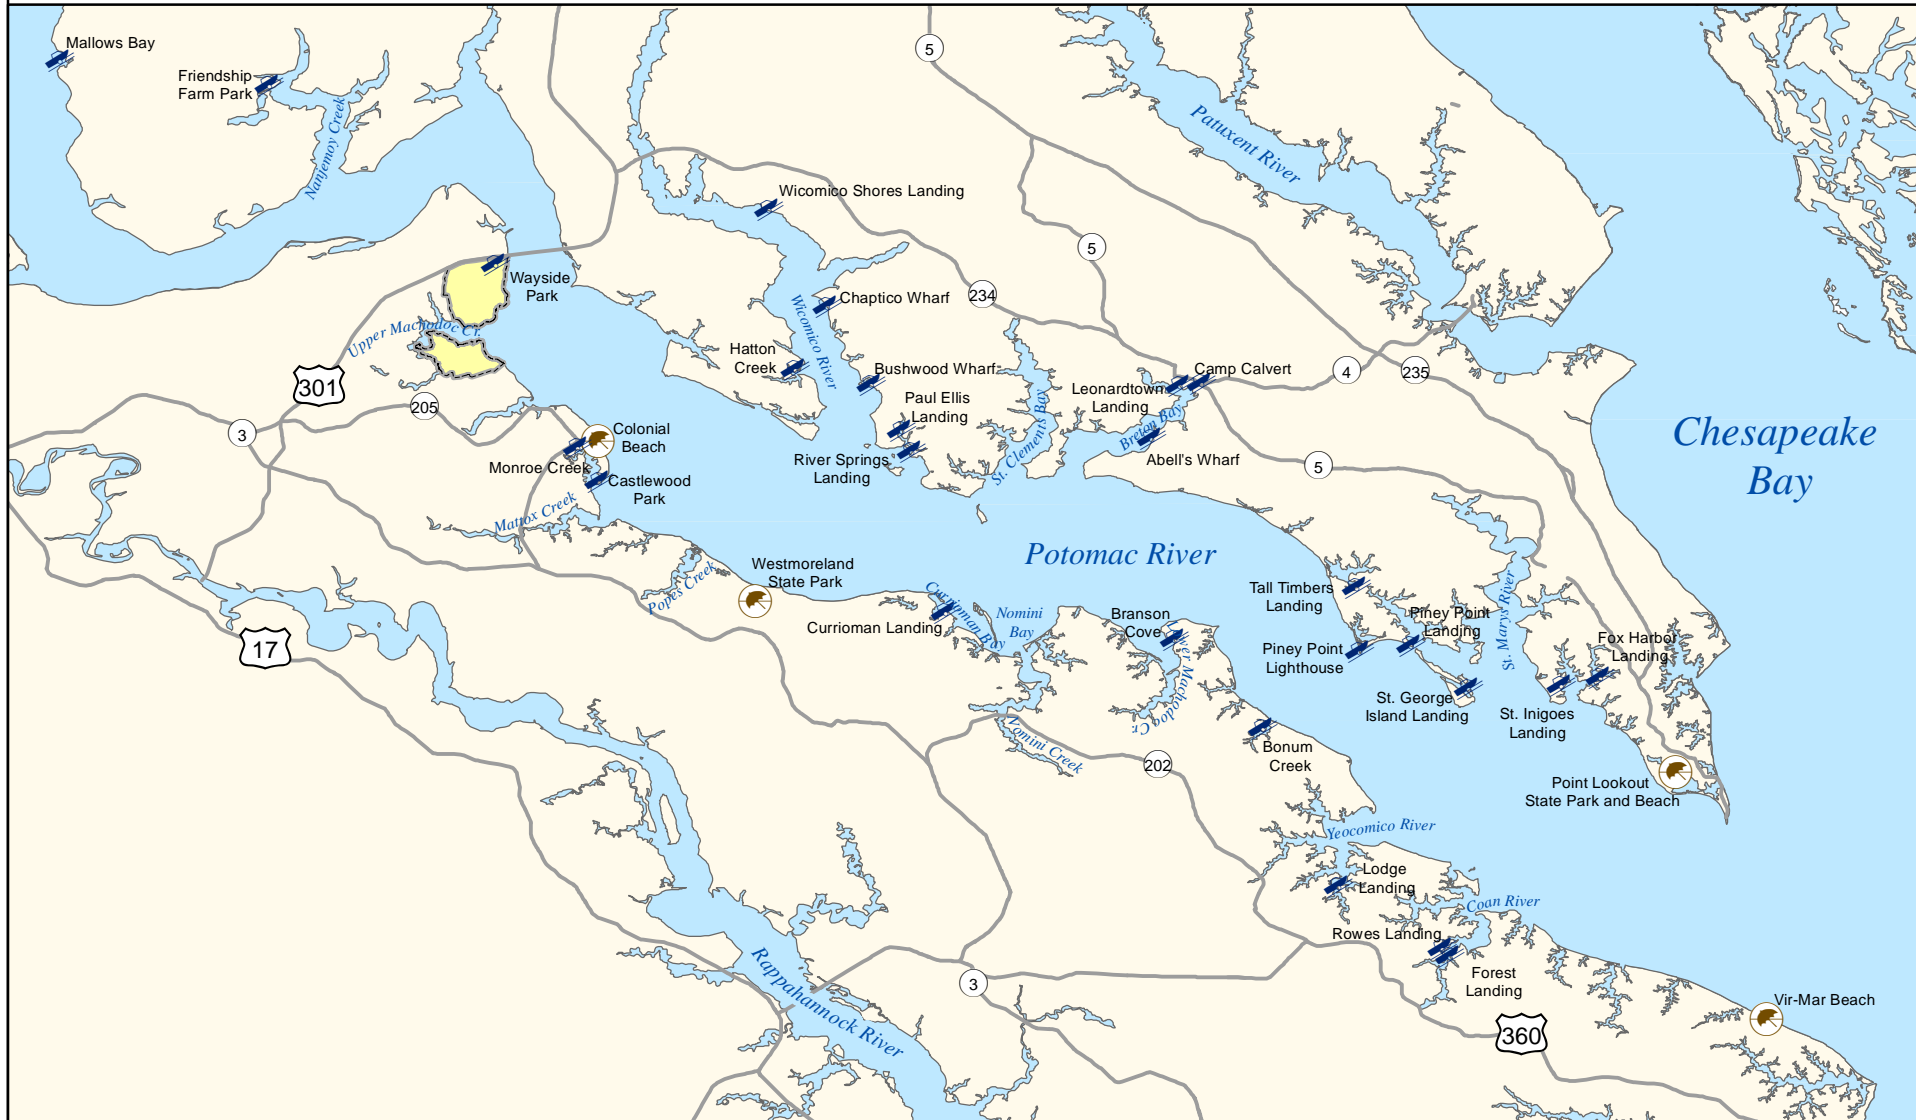 Mallows Bay
Friendship
Farm Park
Nanjemoy Creek
5
Patuxent River
Wicomico Shores Landing
5
Wayside
Park
Chaptico Wharf
234
Wicomico River
Upper Machodoc Cr.
301
Hatton
Creek
Bushwood Wharf
Leonardtown
Landing
Camp Calvert
4
235
205
Paul Ellis
Landing
St. Clements Bay
Breton Bay
Chesapeake
Bay
3
Colonial
Beach
Monroe Creek
Castlewood
Park
River Springs
Landing
Abell's Wharf
5
Mattox Creek
Potomac River
Westmoreland
State Park
Popes Creek
Currioman Bay
Currioman Landing
Nomini
Bay
Branson
Cove
Lower Machodoc Cr.
Tall Timbers
Landing
Piney Point
Landing
St. Marys River
Piney Point
Lighthouse
Fox Harbor
Landing
17
St. George
Island Landing
St. Inigoes
Landing
Nomini Creek
202
Bonum
Creek
Point Lookout
State Park and Beach
Yeocomico River
Lodge
Landing
Coan River
Rowes Landing
Forest
Landing
Rappahannock River
3
Vir-Mar Beach
360